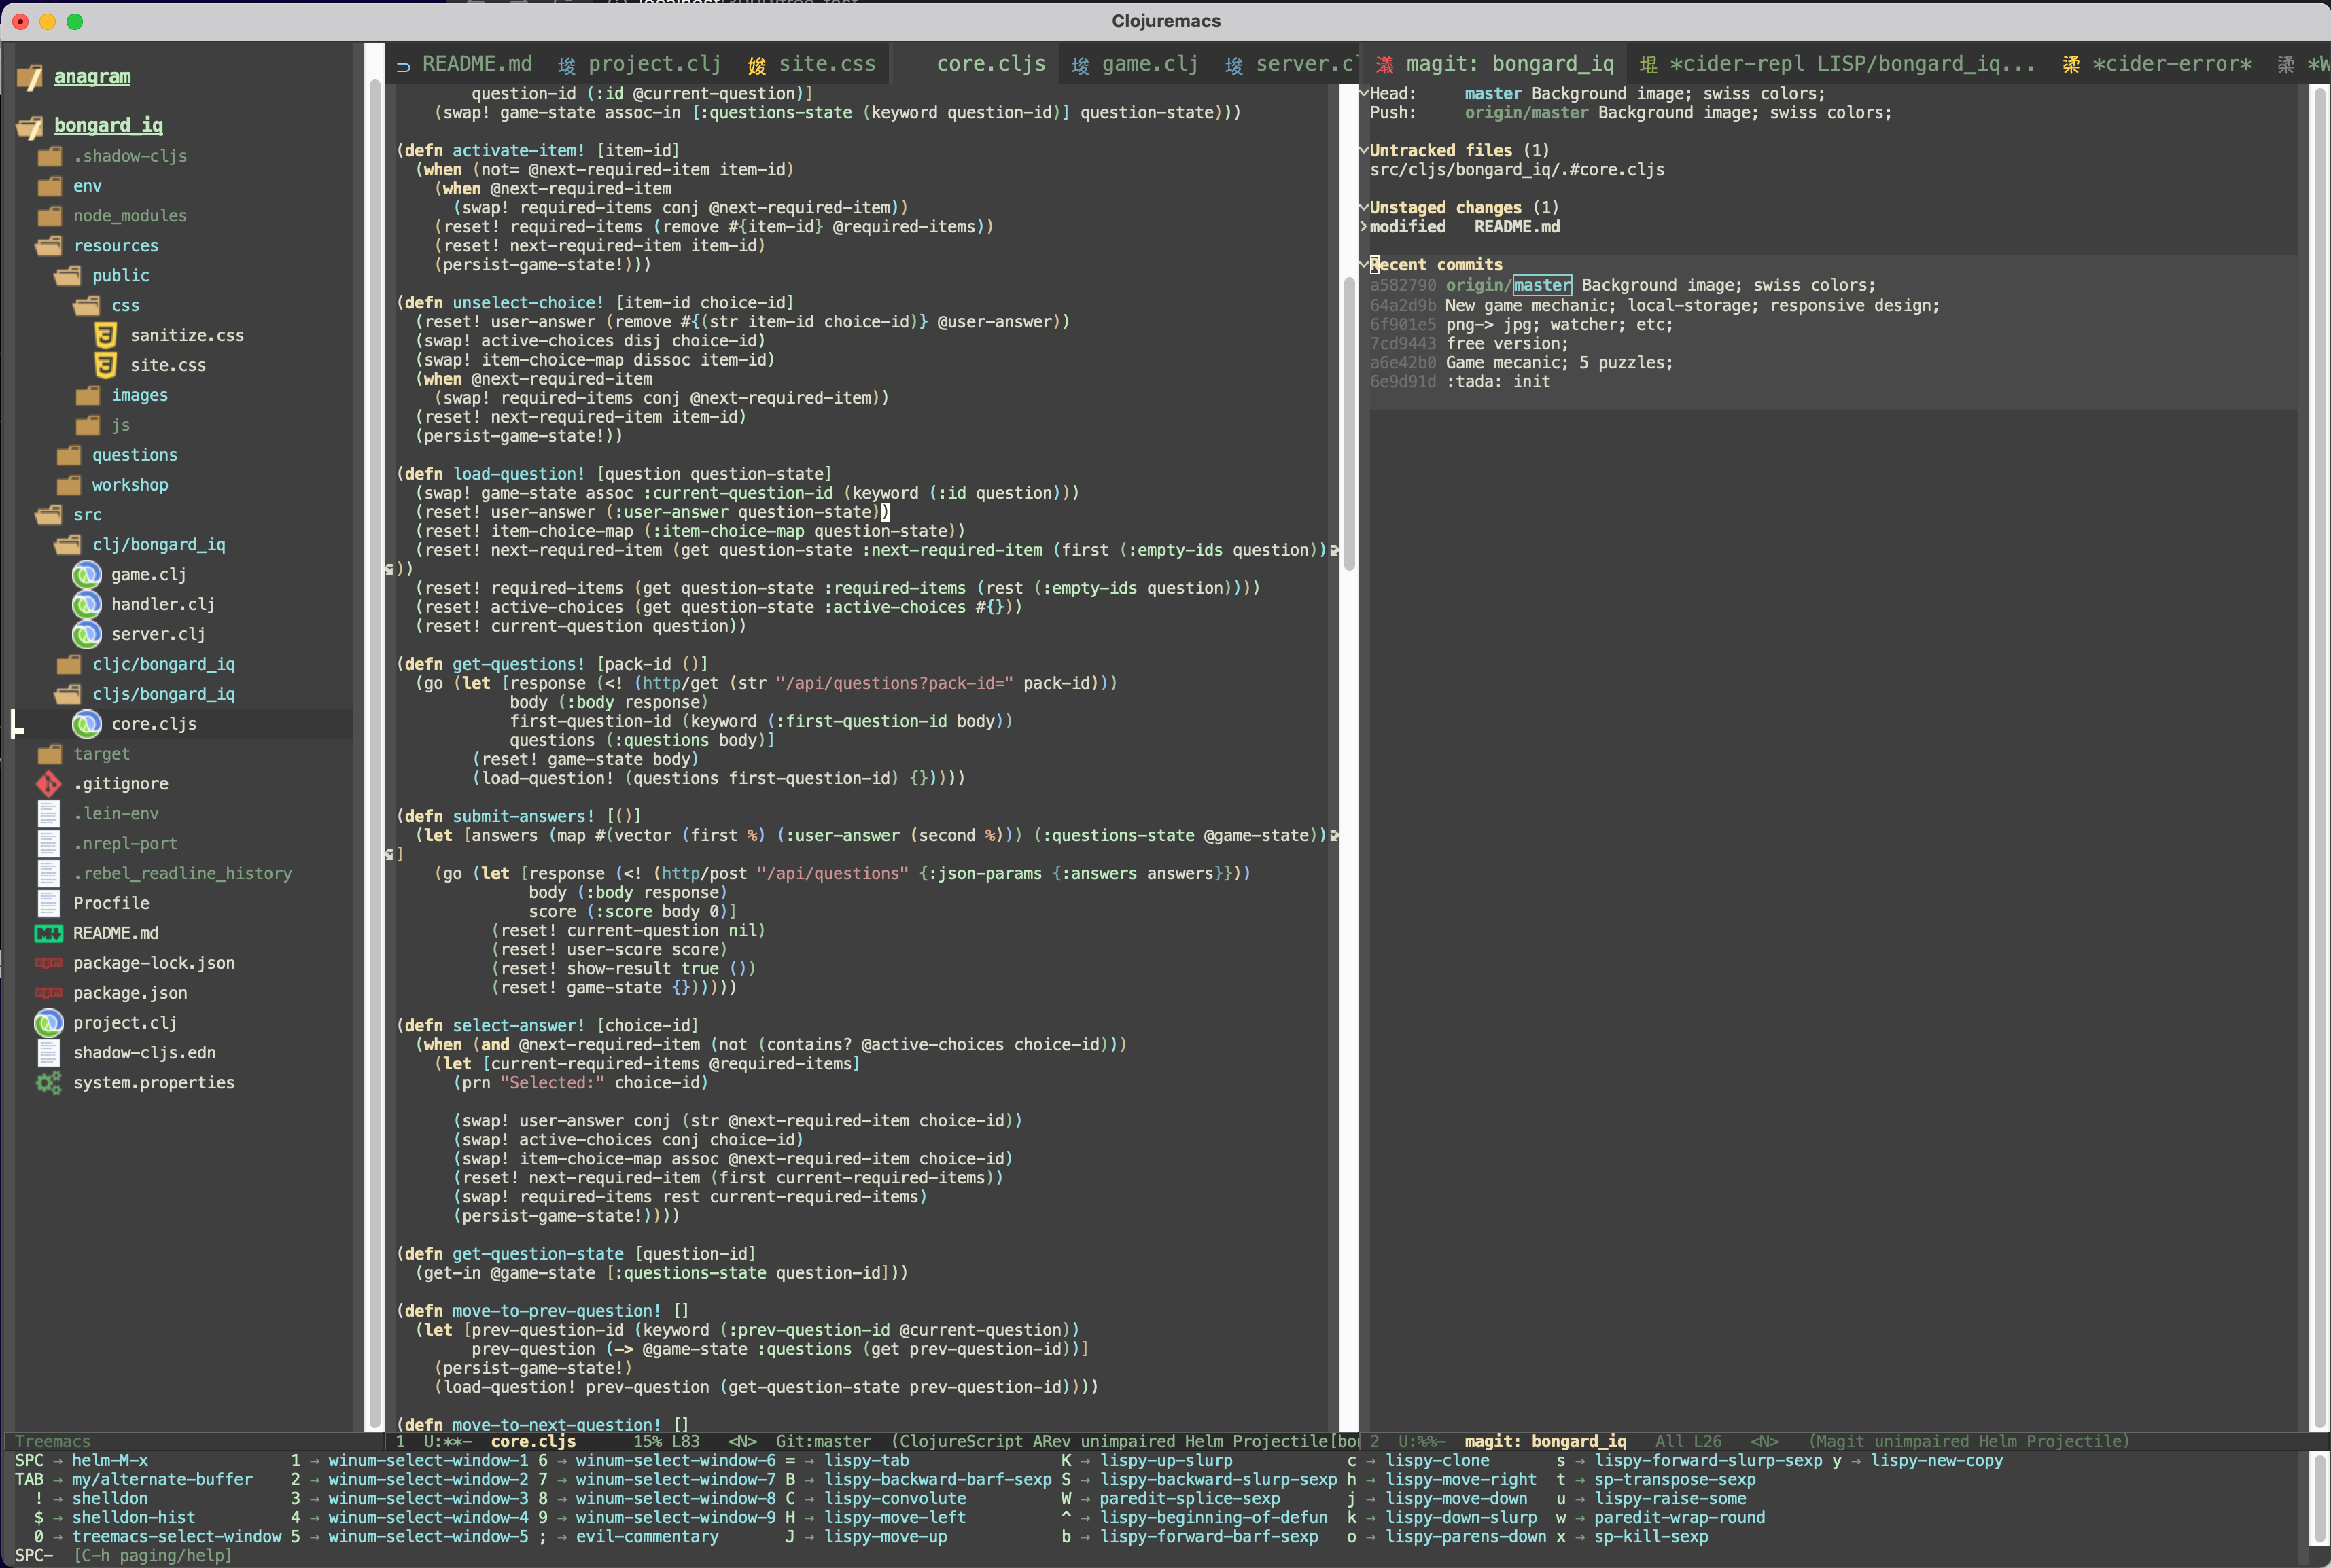 Clojuremacs
anagram
bongard_iq
.shadow-cljs
env
node_modules
resources
public
css
sanitize.css
site.css
images
js
questions
workshop
src
clj/bongard_iq
game.clj
handler.clj
server.clj
cljc/bongard_iq
cljs/bongard_iq
core.cljs
target
.gitignore
.lein-env
.nrepl-port
.rebel_readline_history
Procfile
README.md
package-lock.json
package.json
project.clj
shadow-cljs.edn
system.properties
Treemacs
README.md project.clj site.css core.cljs game.clj server.cl
question-id (:id @current-question)]
(swap! game-state assoc-in [:questions-state (keyword question-id)] question-state)))
(defn activate-item! [item-id]
(when (not= @next-required-item item-id)
(when @next-required-item
(swap! required-items conj @next-required-item))
(reset! required-items (remove #{item-id} @required-items))
(reset! next-required-item item-id)
(persist-game-state!)))
(defn unselect-choice! [item-id choice-id]
(reset! user-answer (remove #{(str item-id choice-id)} @user-answer))
(swap! active-choices disj choice-id)
(swap! item-choice-map dissoc item-id)
(when @next-required-item
(swap! required-items conj @next-required-item))
(reset! next-required-item item-id)
(persist-game-state!))
(defn load-question! [question question-state]
(swap! game-state assoc :current-question-id (keyword (:id question)))
(reset! user-answer (:user-answer question-state))
(reset! item-choice-map (:item-choice-map question-state))
(reset! next-required-item (get question-state :next-required-item (first (:empty-ids question))
))
(reset! required-items (get question-state :required-items (rest (:empty-ids question))))
(reset! active-choices (get question-state :active-choices #{}))
(reset! current-question question))
(defn get-questions! [pack-id ()]
(go (let [response (<! (http/get (str "/api/questions?pack-id=" pack-id)))
body (:body response)
first-question-id (keyword (:first-question-id body))
questions (:questions body)]
(reset! game-state body)
(load-question! (questions first-question-id) {}))))
(defn submit-answers! [()]
(let [answers (map #(vector (first %) (:user-answer (second %))) (:questions-state @game-state))
]
(go (let [response (<! (http/post "/api/questions" {:json-params {:answers answers}}))
body (:body response)
score (:score body 0)]
(reset! current-question nil)
(reset! user-score score)
(reset! show-result true ())
(reset! game-state {})))))
(defn select-answer! [choice-id]
(when (and @next-required-item (not (contains? @active-choices choice-id)))
(let [current-required-items @required-items]
(prn "Selected:" choice-id)
(swap! user-answer conj (str @next-required-item choice-id))
(swap! active-choices conj choice-id)
(swap! item-choice-map assoc @next-required-item choice-id)
(reset! next-required-item (first current-required-items))
(swap! required-items rest current-required-items)
(persist-game-state!))))
(defn get-question-state [question-id]
(get-in @game-state [:questions-state question-id]))
(defn move-to-prev-question! []
(let [prev-question-id (keyword (:prev-question-id @current-question))
prev-question (-> @game-state :questions (get prev-question-id))]
(persist-game-state!)
(load-question! prev-question (get-question-state prev-question-id))))
(defn move-to-next-question! []
1 U:**- core.cljs 15% L83 <N> Git:master (ClojureScript ARev unimpaired Helm Projectile[bon
magit: bongard_iq *cider-repl LISP/bongard_iq... *cider-error* *W
Head: master Background image; swiss colors;
Push: origin/master Background image; swiss colors;
Untracked files (1)
src/cljs/bongard_iq/.#core.cljs
Unstaged changes (1)
modified README.md
Recent commits
a582790 origin/master Background image; swiss colors;
64a2d9b New game mechanic; local-storage; responsive design;
6f901e5 png-> jpg; watcher; etc;
7cd9443 free version;
a6e42b0 Game mecanic; 5 puzzles;
6e9d91d :tada: init
2 U:%%- magit: bongard_iq All L26 <N> (Magit unimpaired Helm Projectile)
SPC → helm-M-x 1 → winum-select-window-1 6 → winum-select-window-6 = → lispy-tab K → lispy-up-slurp c → lispy-clone s → lispy-forward-slurp-sexp y → lispy-new-copy
TAB → my/alternate-buffer 2 → winum-select-window-2 7 → winum-select-window-7 B → lispy-backward-barf-sexp S → lispy-backward-slurp-sexp h → lispy-move-right t → sp-transpose-sexp
! → shelldon 3 → winum-select-window-3 8 → winum-select-window-8 C → lispy-convolute W → paredit-splice-sexp j → lispy-move-down u → lispy-raise-some
$ → shelldon-hist 4 → winum-select-window-4 9 → winum-select-window-9 H → lispy-move-left ^ → lispy-beginning-of-defun k → lispy-down-slurp w → paredit-wrap-round
0 → treemacs-select-window 5 → winum-select-window-5 ; → evil-commentary J → lispy-move-up b → lispy-forward-barf-sexp o → lispy-parens-down x → sp-kill-sexp
SPC- [C-h paging/help]